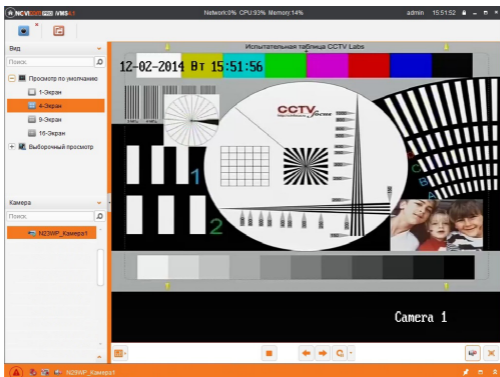 Network:0% CPU:93% Memory:14%
admin 15:51:52
Вид
Поиск.
Просмотр по умолчанию
1-Экран
4-Экран
9-Экран
16-Экран
Выборочный просмотр
Камера
Поиск.
N23WP_Камера1
Испытательная таблица CCTV Labs
12-02-2014 Вт 15:51:56
CCTV focus
1
2
Camera 1
N29WP_Камера1